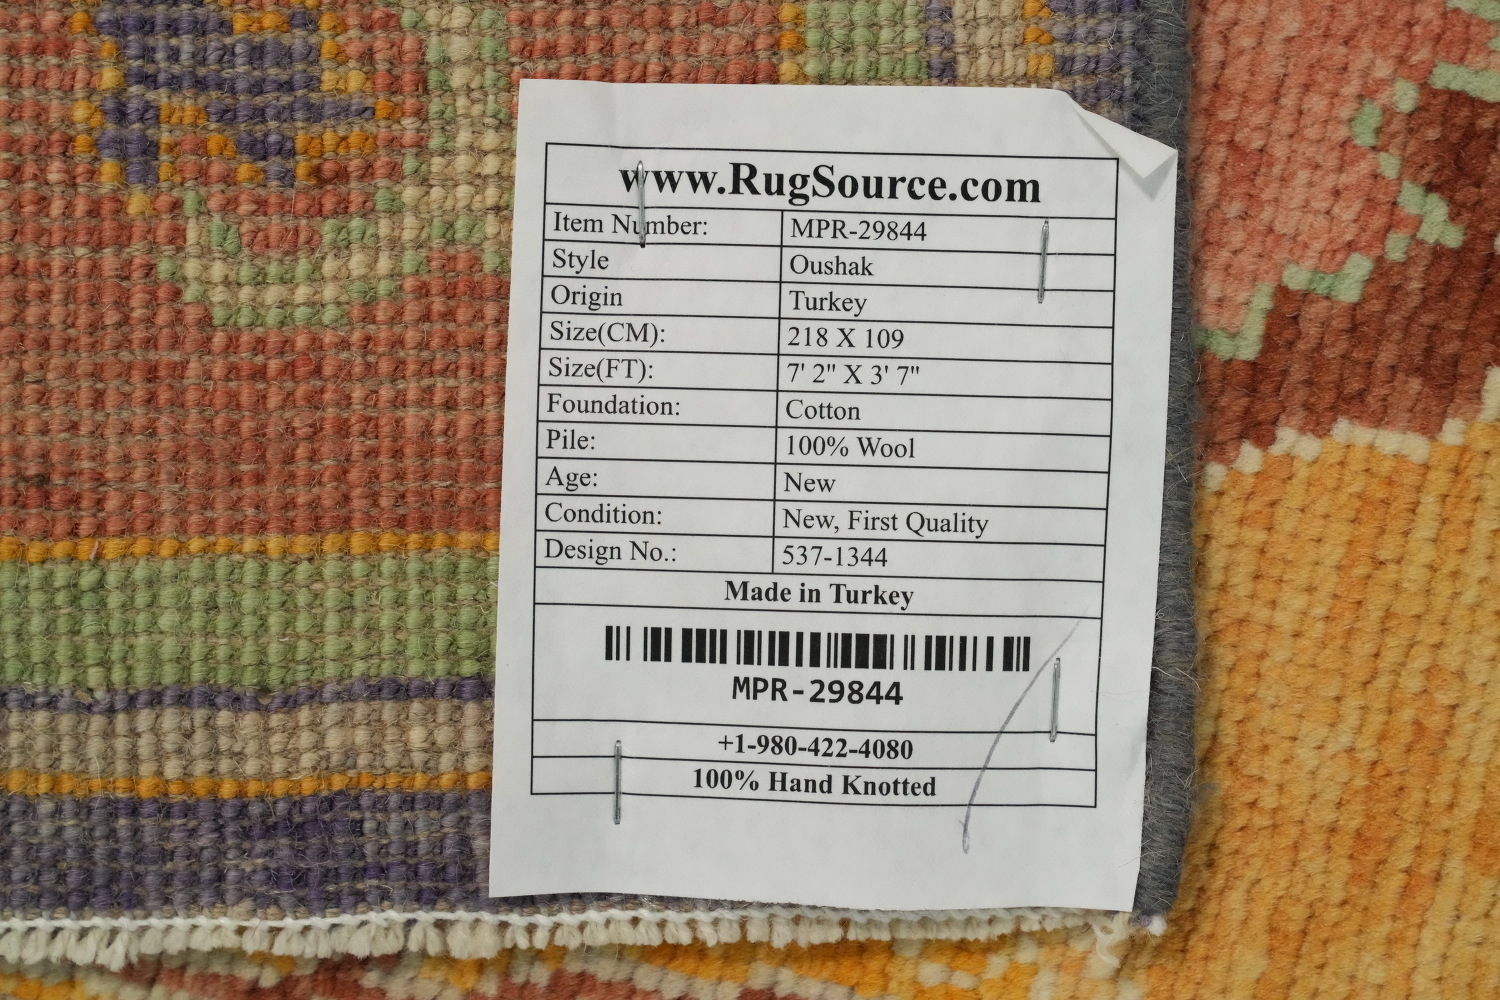 www.RugSource.com
Item Number: MPR-29844
Style Oushak
Origin Turkey
Size(CM): 218 X 109
Size(FT): 7' 2" X 3' 7"
Foundation: Cotton
Pile: 100% Wool
Age: New
Condition: New, First Quality
Design No.: 537-1344
Made in Turkey
MPR-29844
+1-980-422-4080
100% Hand Knotted